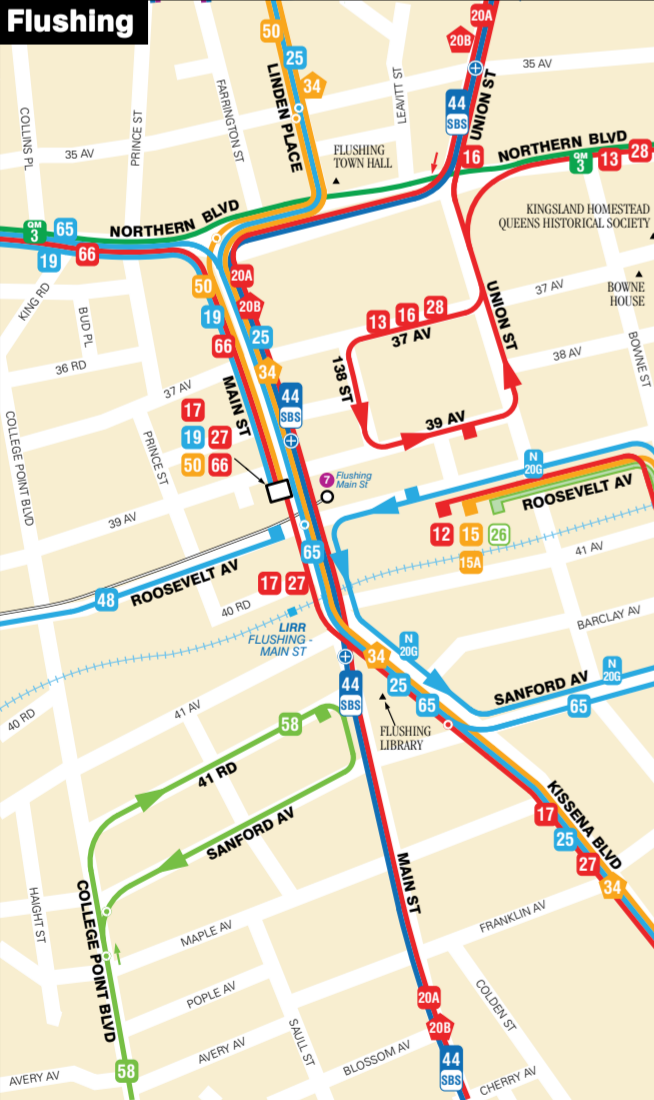 Flushing
20A
50
20B
25
34
35 AV
LINDEN PLACE
FARRINGTON ST
LEAVITT ST
UNION ST
44
SBS
COLLINS PL
PRINCE ST
35 AV
FLUSHING
TOWN HALL
16
NORTHERN BLVD
QM
3
13
28
KINGSLAND HOMESTEAD
QUEENS HISTORICAL SOCIETY
NORTHERN BLVD
QM
3
65
19
66
KING RD
BUD PL
50
20A
20B
19
25
66
34
37 AV
BOWNE
HOUSE
UNION ST
13
16
28
37 AV
138 ST
39 AV
38 AV
BOWNE ST
36 RD
37 AV
MAIN ST
44
SBS
17
19
27
50
66
COLLEGE POINT BLVD
PRINCE ST
7
Flushing
Main St
N
20G
ROOSEVELT AV
12
15
26
15A
39 AV
65
41 AV
ROOSEVELT AV
48
17
27
40 RD
LIRR
FLUSHING -
MAIN ST
BARCLAY AV
34
N
20G
25
65
N
20G
SANFORD AV
65
44
SBS
40 RD
41 AV
58
FLUSHING
LIBRARY
41 RD
SANFORD AV
KISSENA BLVD
17
25
27
34
MAIN ST
COLLEGE POINT BLVD
HAIGHT ST
MAPLE AV
FRANKLIN AV
POPLE AV
COLDEN ST
SAULL ST
20A
20B
44
SBS
AVERY AV
AVERY AV
BLOSSOM AV
CHERRY AV
58